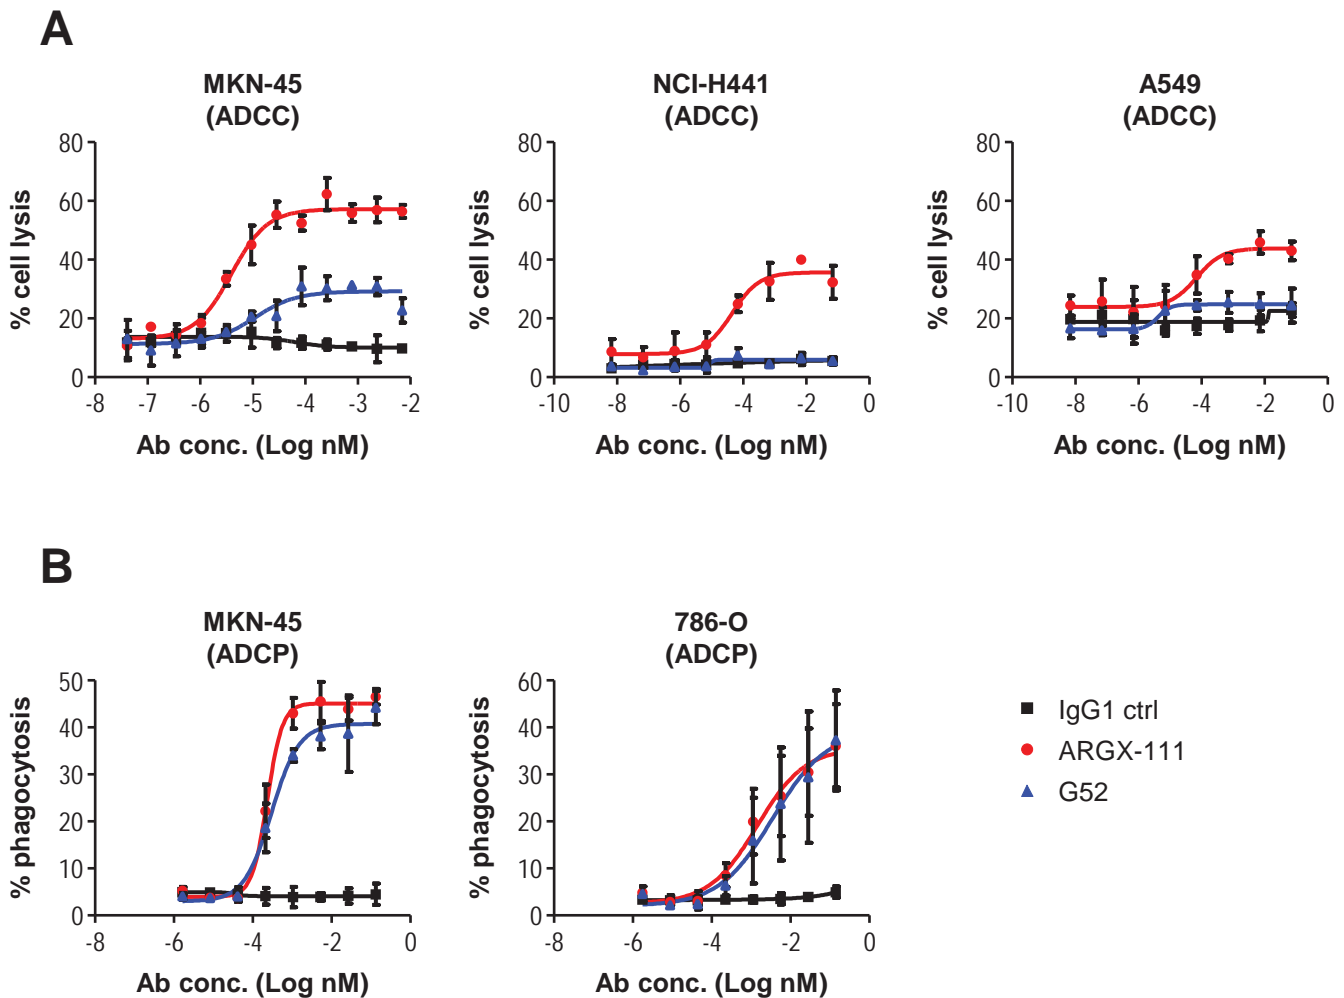 A
MKN-45
(ADCC)
% cell lysis
80
60
40
20
0
-8 -7 -6 -5 -4 -3 -2
Ab conc. (Log nM)
NCI-H441
(ADCC)
% cell lysis
80
60
40
20
0
-10 -8 -6 -4 -2 0
Ab conc. (Log nM)
A549
(ADCC)
% cell lysis
80
60
40
20
0
-10 -8 -6 -4 -2 0
Ab conc. (Log nM)
B
MKN-45
(ADCP)
% phagocytosis
50
40
30
20
10
0
-8 -6 -4 -2 0
Ab conc. (Log nM)
786-O
(ADCP)
% phagocytosis
60
50
40
30
20
10
0
-8 -6 -4 -2 0
Ab conc. (Log nM)
IgG1 ctrl
ARGX-111
G52